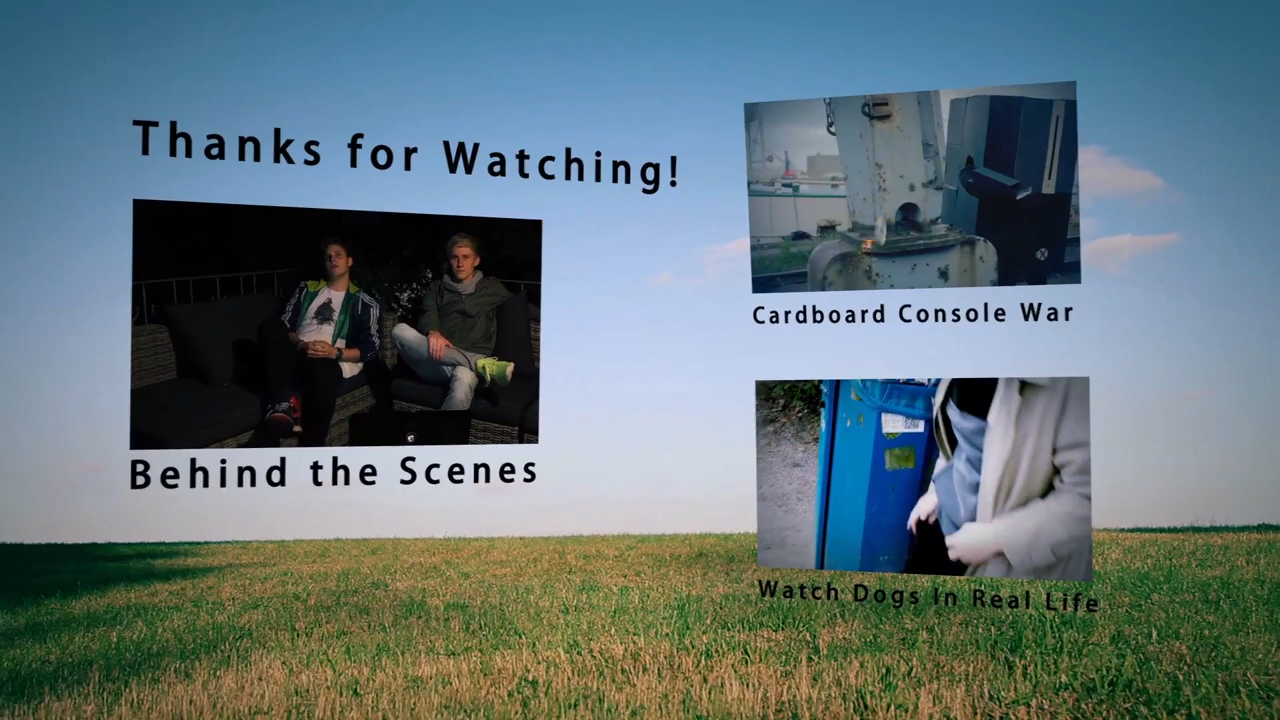 Thanks for Watching!
Behind the Scenes
Cardboard Console War
Watch Dogs In Real Life